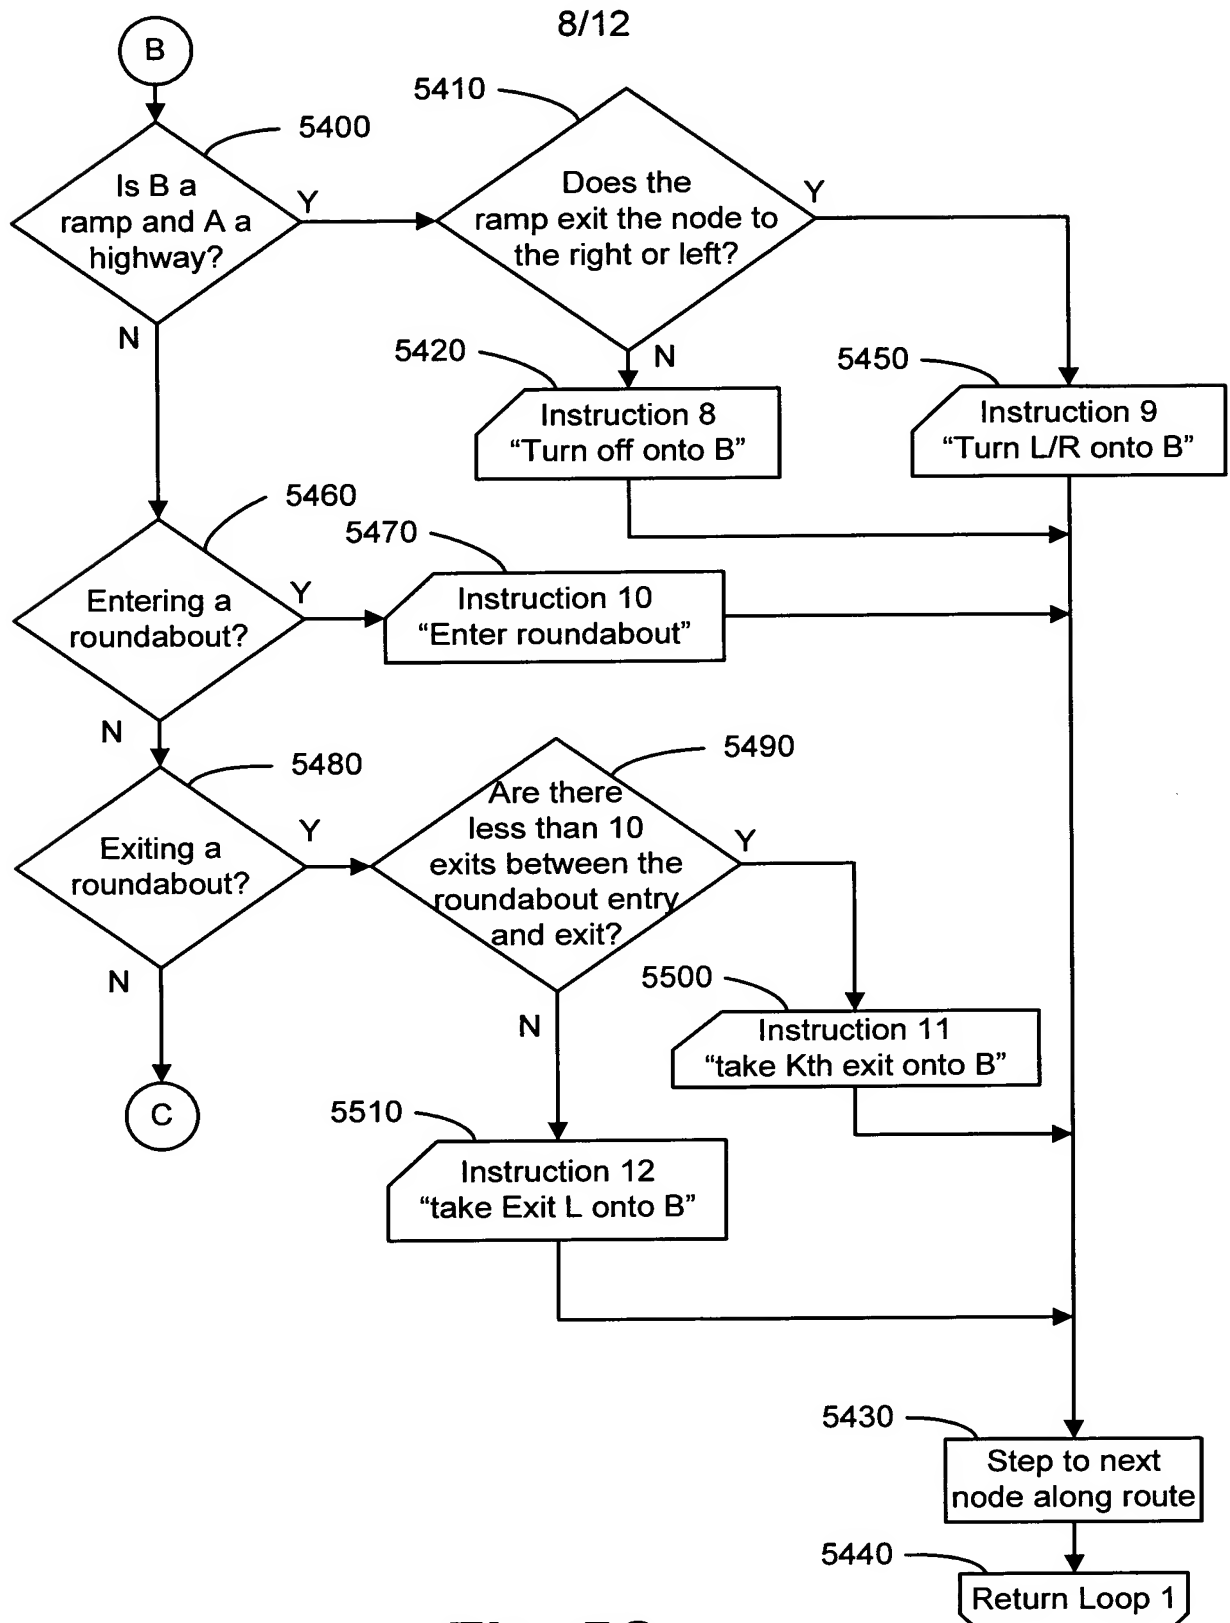 8/12
B
5410
5400
Is B a
ramp and A a
highway?
Y
Does the
ramp exit the node to
the right or left?
Y
N
N
5420
5450
Instruction 8
“Turn off onto B”
Instruction 9
“Turn L/R onto B”
5460
5470
Entering a
roundabout?
Y
Instruction 10
“Enter roundabout”
N
5480
5490
Exiting a
roundabout?
Y
Are there
less than 10
exits between the
roundabout entry
and exit?
Y
N
N
5500
Instruction 11
“take Kth exit onto B”
C
5510
Instruction 12
“take Exit L onto B”
5430
Step to next
node along route
5440
Return Loop 1